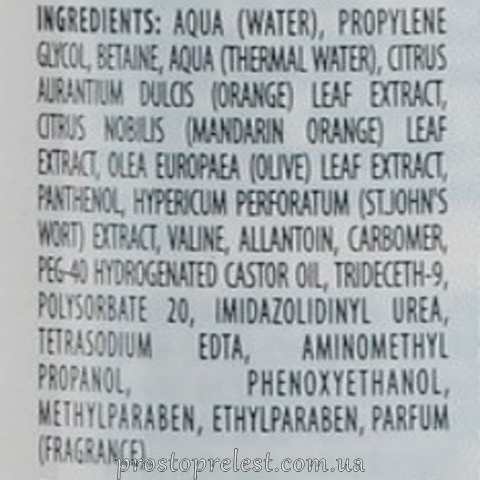 INGREDIENTS: AQUA (WATER), PROPYLENE
GLYCOL, BETAINE, AQUA (THERMAL WATER), CITRUS
AURANTIUM DULCIS (ORANGE) LEAF EXTRACT,
CITRUS NOBILIS (MANDARIN ORANGE) LEAF
EXTRACT, OLEA EUROPAEA (OLIVE) LEAF EXTRACT,
PANTHENOL, HYPERICUM PERFORATUM (ST.JOHN'S
WORT) EXTRACT, VALINE, ALLANTOIN, CARBOMER,
PEG-40 HYDROGENATED CASTOR OIL, TRIDECETH-9,
POLYSORBATE 20, IMIDAZOLIDINYL UREA,
TETRASODIUM EDTA, AMINOMETHYL
PROPANOL, PHENOXYETHANOL,
METHYLPARABEN, ETHYLPARABEN, PARFUM
(FRAGRANCE)
prostoprelest.com.ua